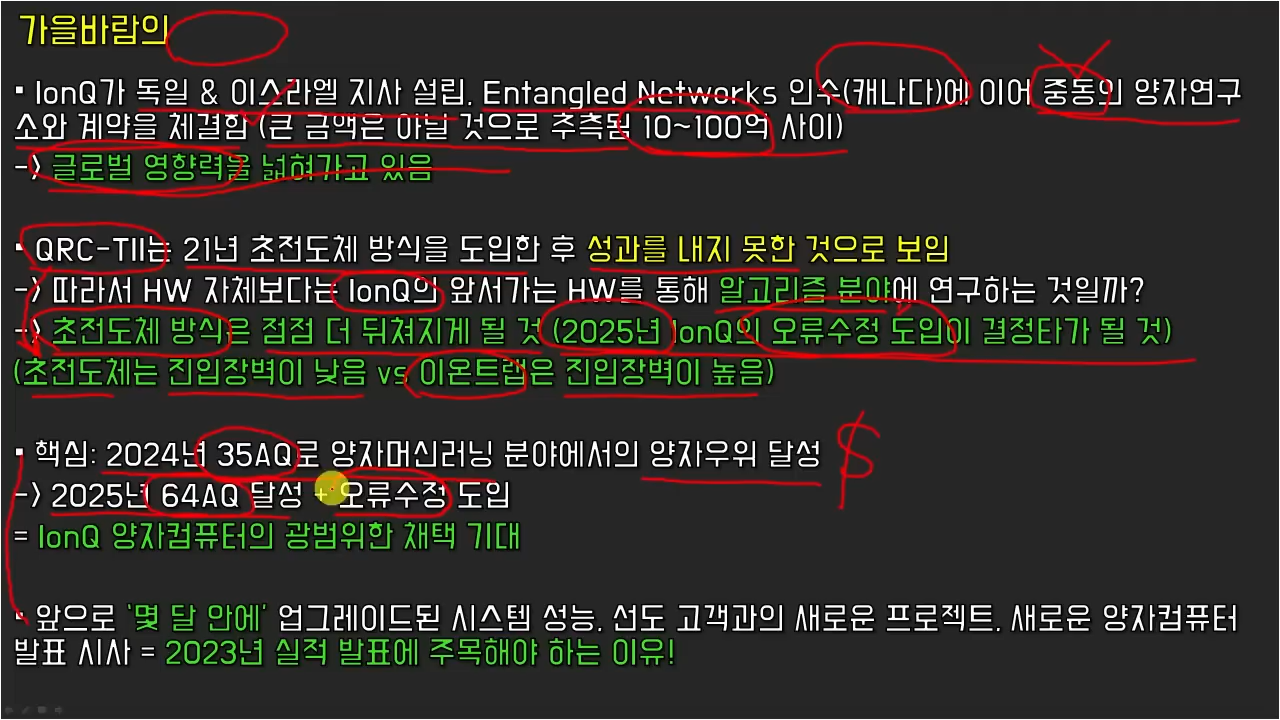 가을바람의
▪ IonQ가 독일 & 이스라엘 지사 설립, Entangled Networks 인수(캐나다)에 이어 중동의 양자연구
소와 계약을 체결함 (큰 금액은 아닐 것으로 추측됨 10~100억 사이)
-> 글로벌 영향력을 넓혀가고 있음
▪ QRC-TII는 21년 초전도체 방식을 도입한 후 성과를 내지 못한 것으로 보임
-> 따라서 HW 자체보다는 IonQ의 앞서가는 HW를 통해 알고리즘 분야에 연구하는 것일까?
-> 초전도체 방식은 점점 더 뒤쳐지게 될 것 (2025년 IonQ의 오류수정 도입이 결정타가 될 것)
(초전도체는 진입장벽이 낮음 vs 이온트랩은 진입장벽이 높음)
▪ 핵심: 2024년 35AQ로 양자머신러닝 분야에서의 양자우위 달성
-> 2025년 64AQ 달성 + 오류수정 도입
= IonQ 양자컴퓨터의 광범위한 채택 기대
▪ 앞으로 '몇 달 안에' 업그레이드된 시스템 성능, 선도 고객과의 새로운 프로젝트, 새로운 양자컴퓨터
발표 시사 = 2023년 실적 발표에 주목해야 하는 이유!
$